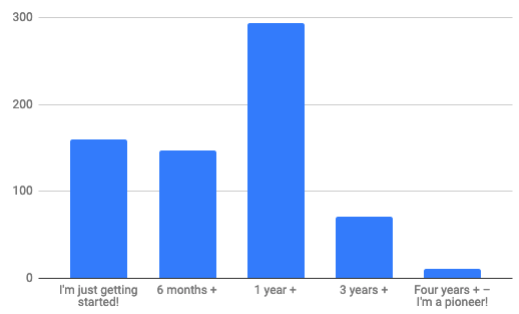 300
200
100
0
I'm just getting started!
6 months +
1 year +
3 years +
Four years + – I'm a pioneer!